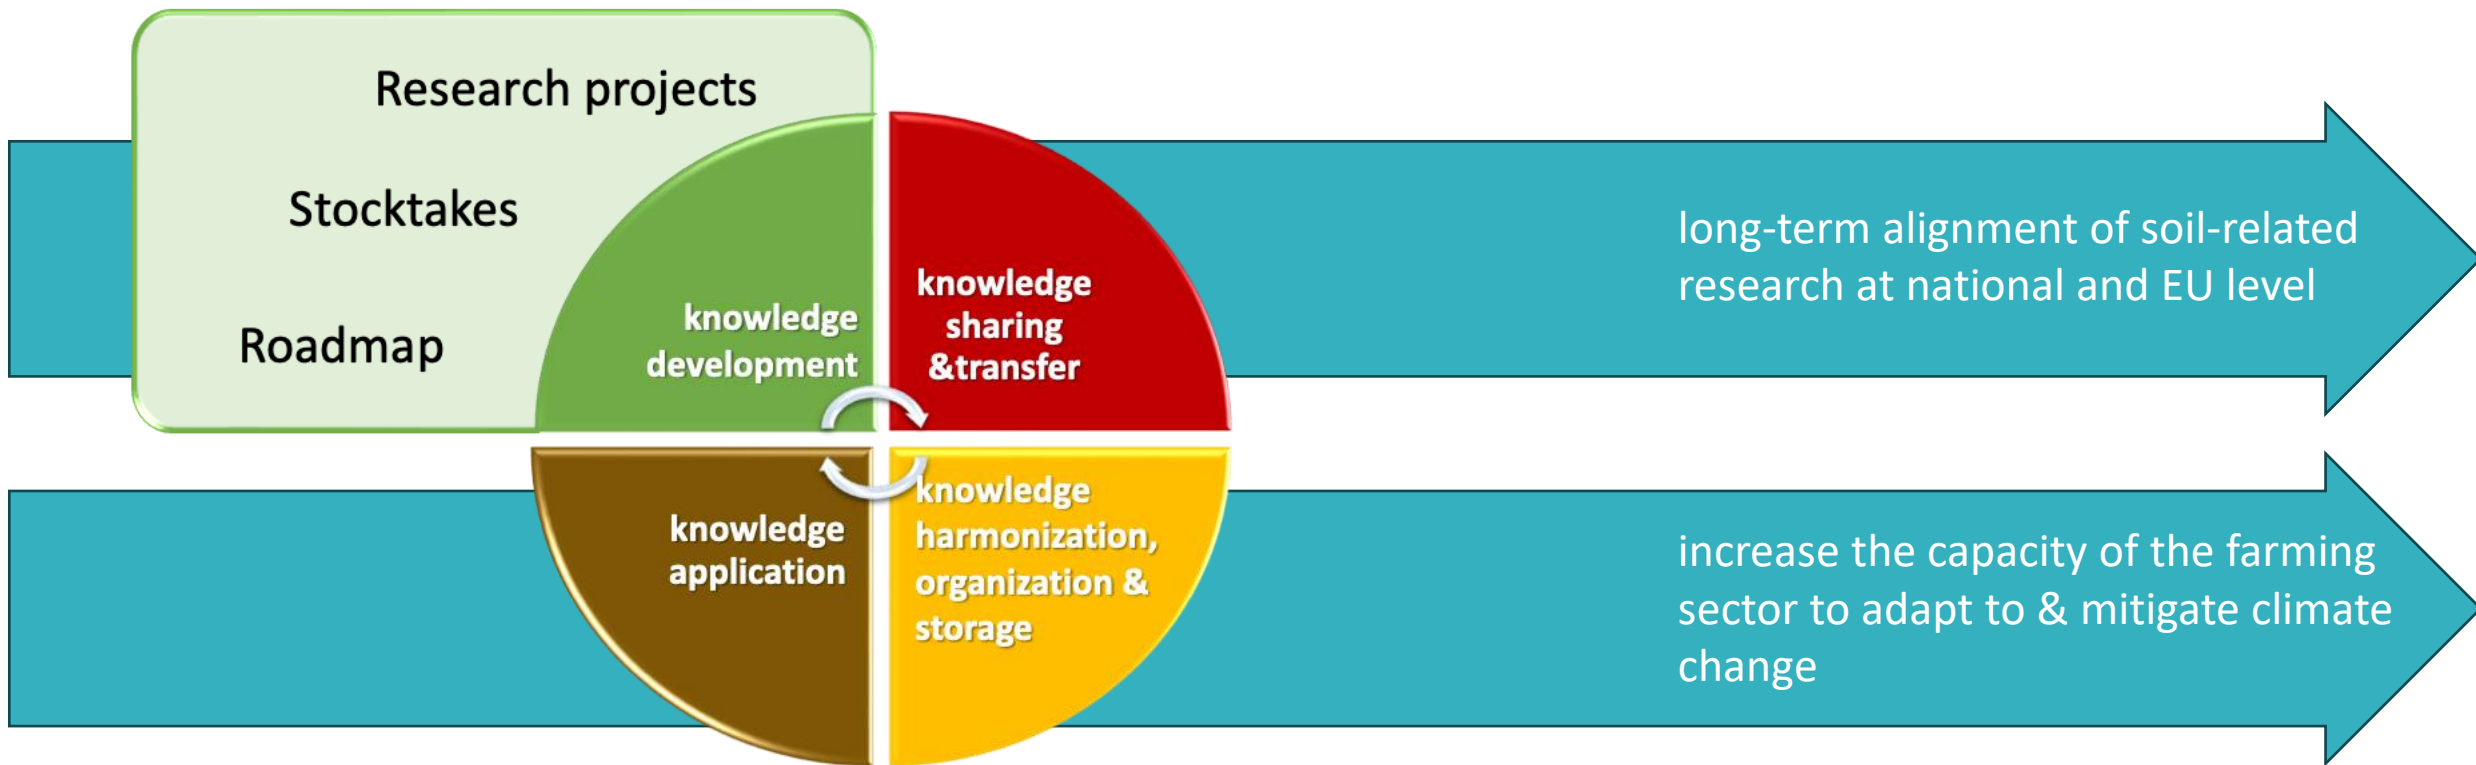 Research projects
Stocktakes
Roadmap
knowledge
development
knowledge
sharing
&transfer
knowledge
application
knowledge
harmonization,
organization &
storage
long-term alignment of soil-related
research at national and EU level
increase the capacity of the farming
sector to adapt to & mitigate climate
change